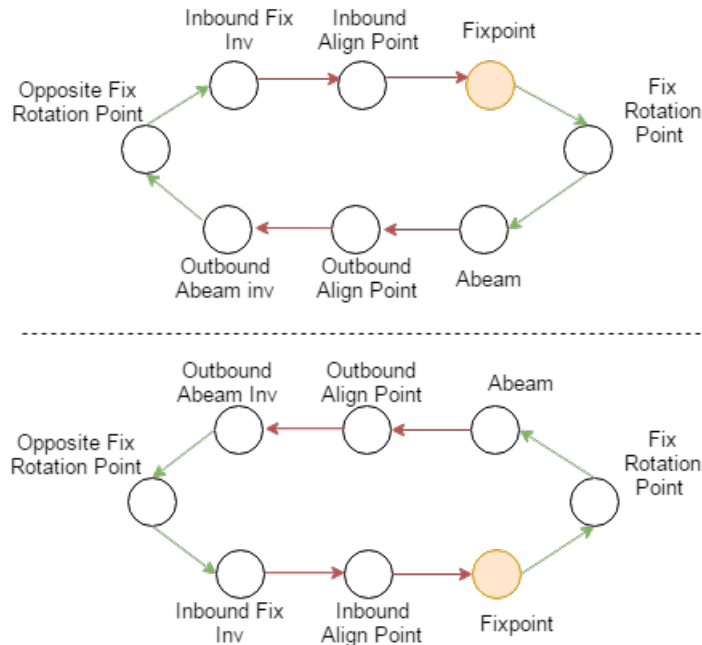 Inbound Fix
Inv
Inbound
Align Point
Fixpoint
Opposite Fix
Rotation Point
Fix
Rotation
Point
Outbound
Abeam inv
Outbound
Align Point
Abeam
Outbound
Abeam Inv
Outbound
Align Point
Abeam
Opposite Fix
Rotation Point
Fix
Rotation
Point
Inbound Fix
Inv
Inbound
Align Point
Fixpoint